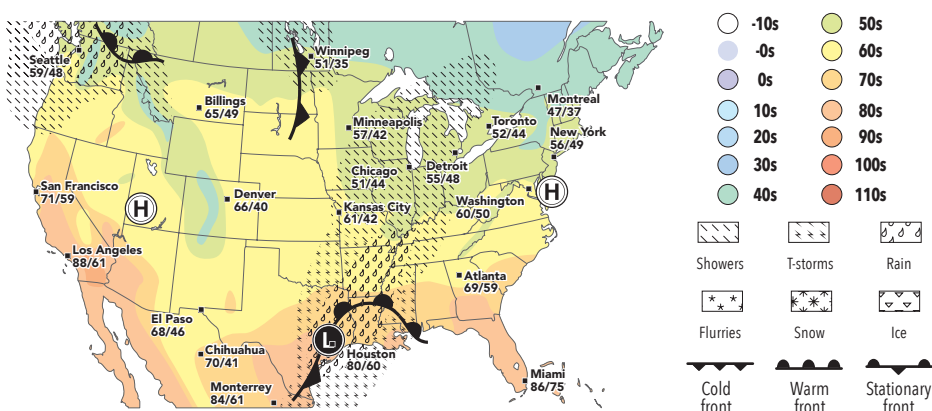 Seattle
59/48
Winnipeg
51/35
Billings
65/49
Minneapolis
57/42
Montreal
47/37
Toronto
52/44
New York
56/49
San Francisco
71/59
Denver
66/40
Chicago
51/44
Detroit
55/48
Kansas City
61/42
Washington
60/50
H
H
Los Angeles
88/61
Atlanta
69/59
El Paso
68/46
L
Houston
80/60
Chihuahua
70/41
Monterrey
84/61
Miami
86/75
-10s
50s
-0s
60s
0s
70s
10s
80s
20s
90s
30s
100s
40s
110s
Showers
T-storms
Rain
Flurries
Snow
Ice
Cold
front
Warm
front
Stationary
front